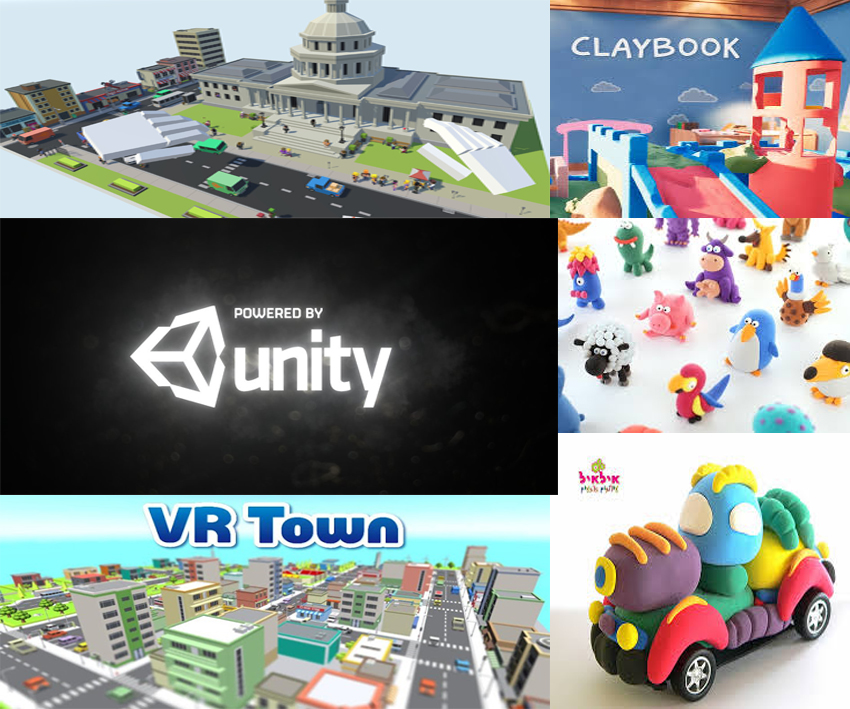 CLAYBOOK
POWERED BY
unity
VR Town
אילאיל